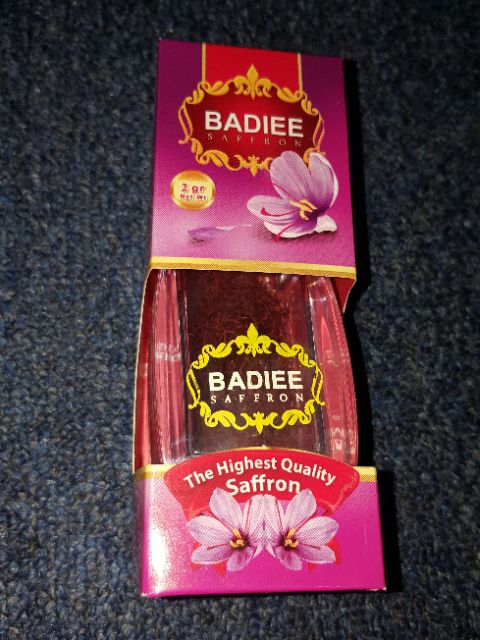 BADIEE
SAFFRON
2 gr
Net. Wt.
BADIEE
SAFFRON
The Highest Quality
Saffron